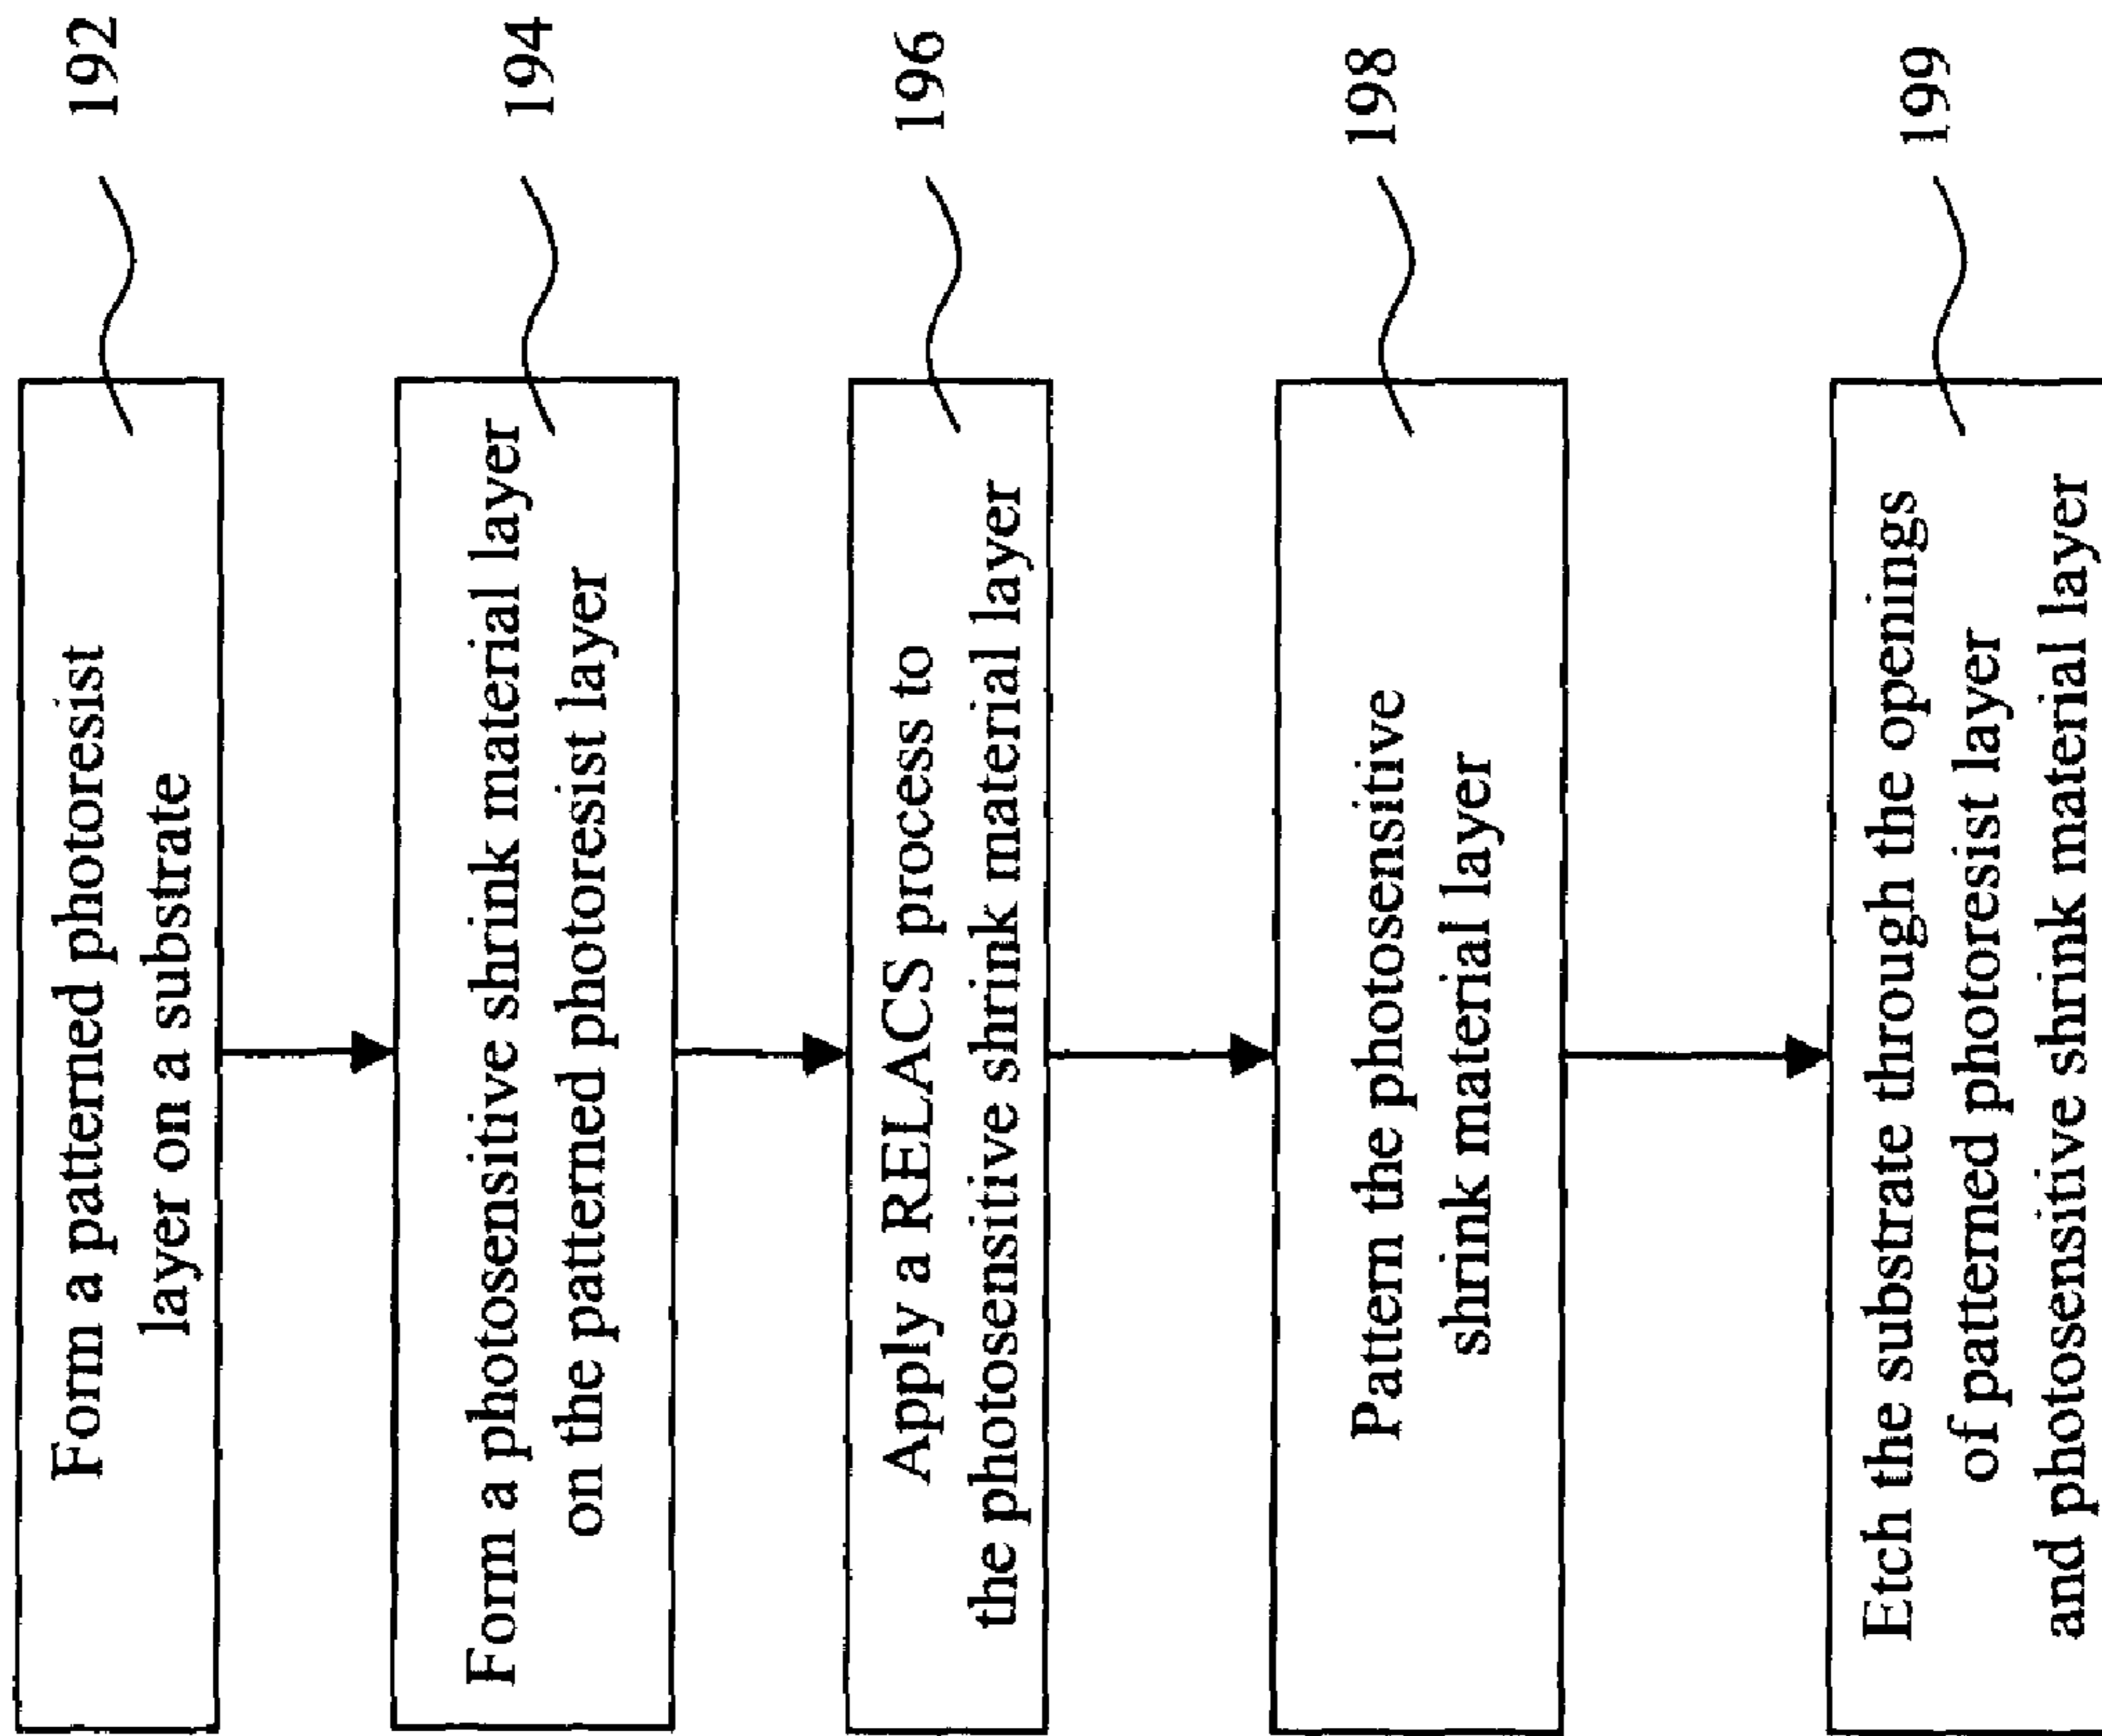 Form a patterned photoresist
layer on a substrate
192
Form a photosensitive shrink material layer
on the patterned photoresist layer
194
Apply a RELACS process to
the photosensitive shrink material layer
196
Pattern the photosensitive
shrink material layer
198
Etch the substrate through the openings
of patterned photoresist layer
and photosensitive shrink material layer
199